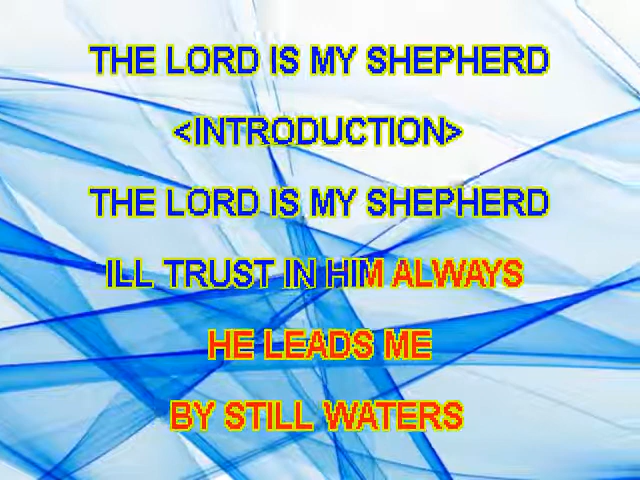 THE LORD IS MY SHEPHERD
<INTRODUCTION>
THE LORD IS MY SHEPHERD
ILL TRUST IN HIM ALWAYS
HE LEADS ME
BY STILL WATERS